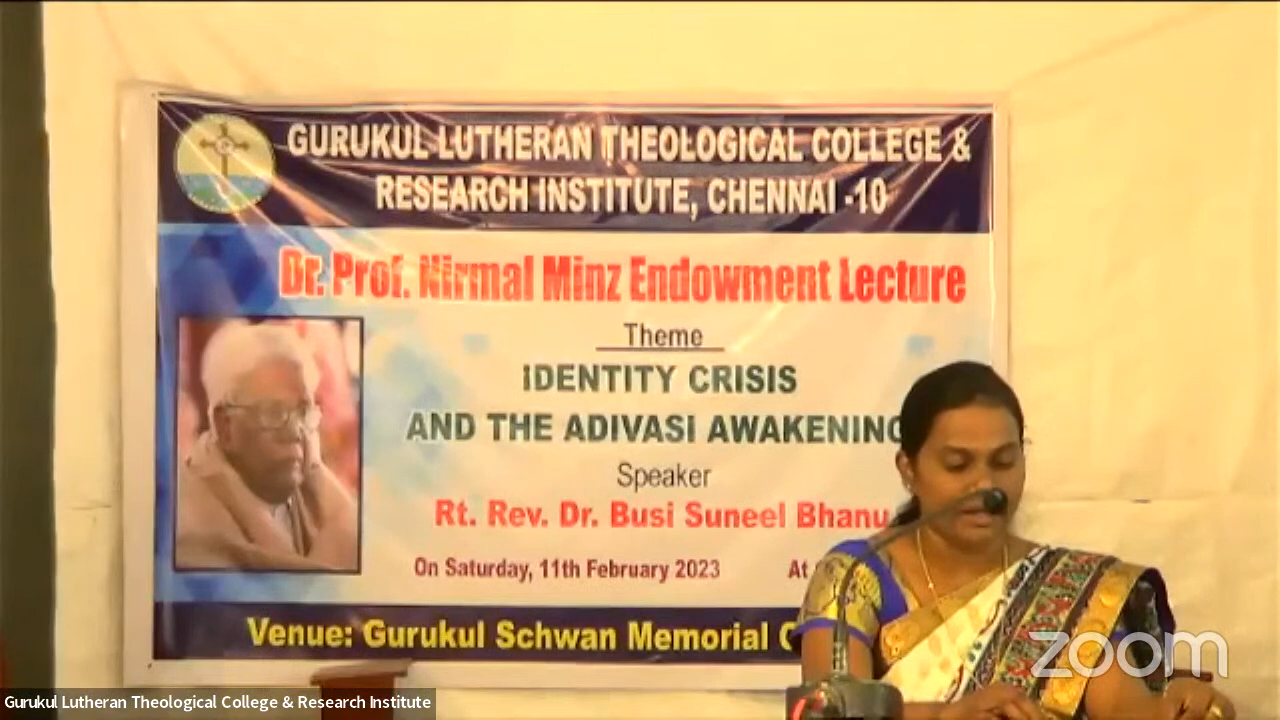 GURUKUL LUTHERAN THEOLOGICAL COLLEGE &
RESEARCH INSTITUTE, CHENNAI -10
Dr. Prof. Nirmal Minz Endowment Lecture
Theme
IDENTITY CRISIS
AND THE ADIVASI AWAKENING
Speaker
Rt. Rev. Dr. Busi Suneel Bhanu
On Saturday, 11th February 2023 At
Venue: Gurukul Schwan Memorial
zoom
Gurukul Lutheran Theological College & Research Institute